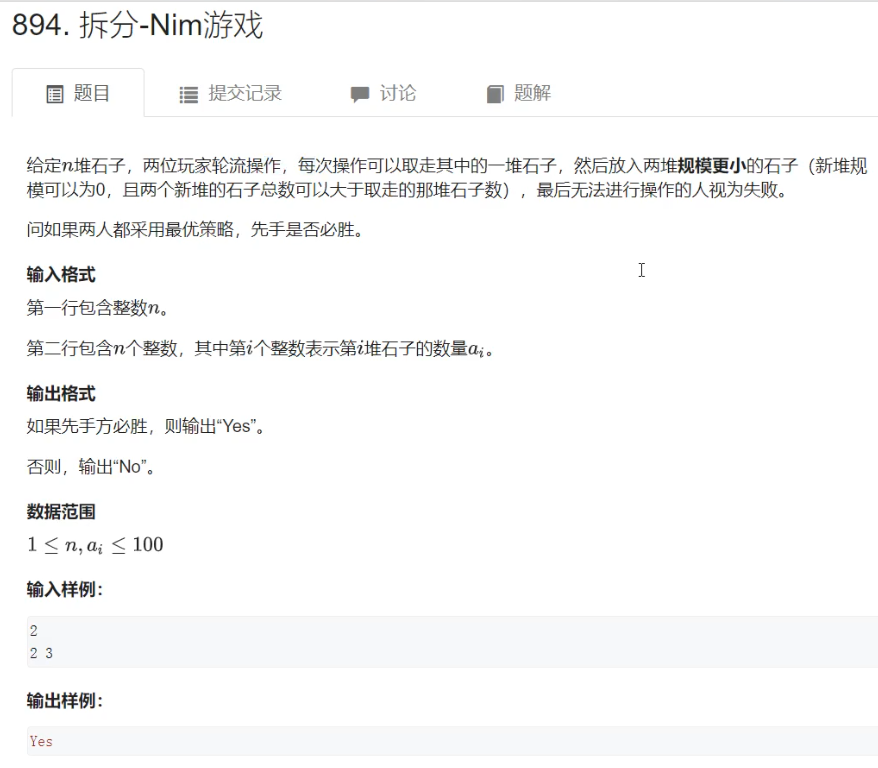 894. 拆分-Nim游戏
题目 提交记录 讨论 题解
给定n堆石子，两位玩家轮流操作，每次操作可以取走其中的一堆石子，然后放入两堆规模更小的石子（新堆规
模可以为0，且两个新堆的石子总数可以大于取走的那堆石子数），最后无法进行操作的人视为失败。
问如果两人都采用最优策略，先手是否必胜。
输入格式
第一行包含整数n。
第二行包含n个整数，其中第i个整数表示第i堆石子的数量aᵢ。
输出格式
如果先手方必胜，则输出“Yes”。
否则，输出“No”。
数据范围
1 ≤ n, aᵢ ≤ 100
输入样例：
2
2 3
输出样例：
Yes